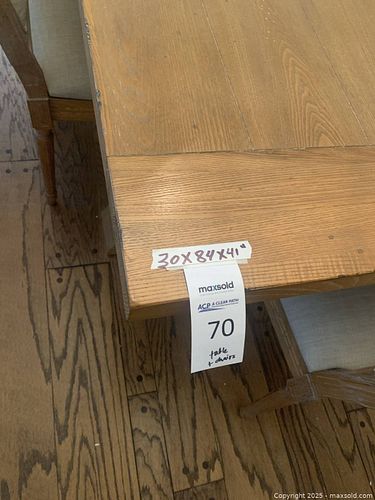 30X84X41"
maxsold
ACP A CLEAR PATH
70
table
+ chairs
Copyright © 2025 - maxsold.com